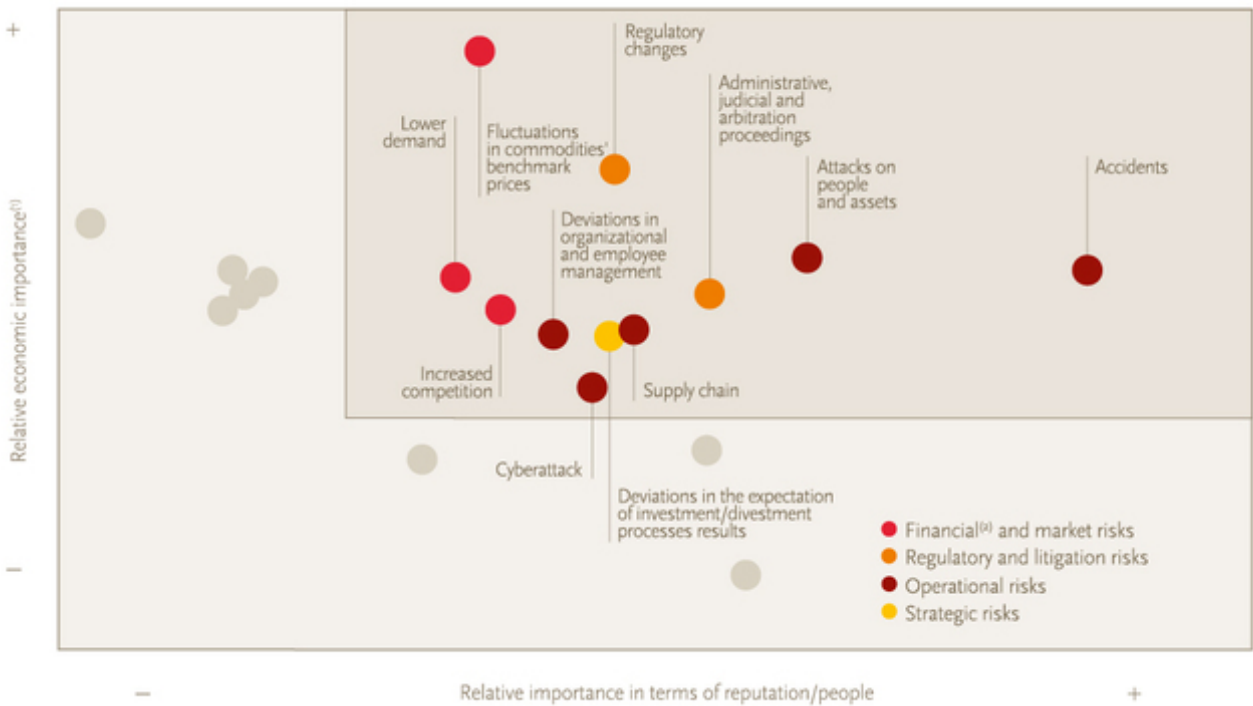 +
Regulatory
changes
Administrative,
judicial and
arbitration
proceedings
Lower
demand
Fluctuations
in commodities'
benchmark
prices
Attacks on
people
and assets
Accidents
Deviations in
organizational
and employee
management
Relative economic importance⁽¹⁾
Increased
competition
Supply chain
Cyberattack
Deviations in the expectation
of investment/divestment
processes results
Financial⁽²⁾ and market risks
Regulatory and litigation risks
Operational risks
Strategic risks
–
–
Relative importance in terms of reputation/people
+